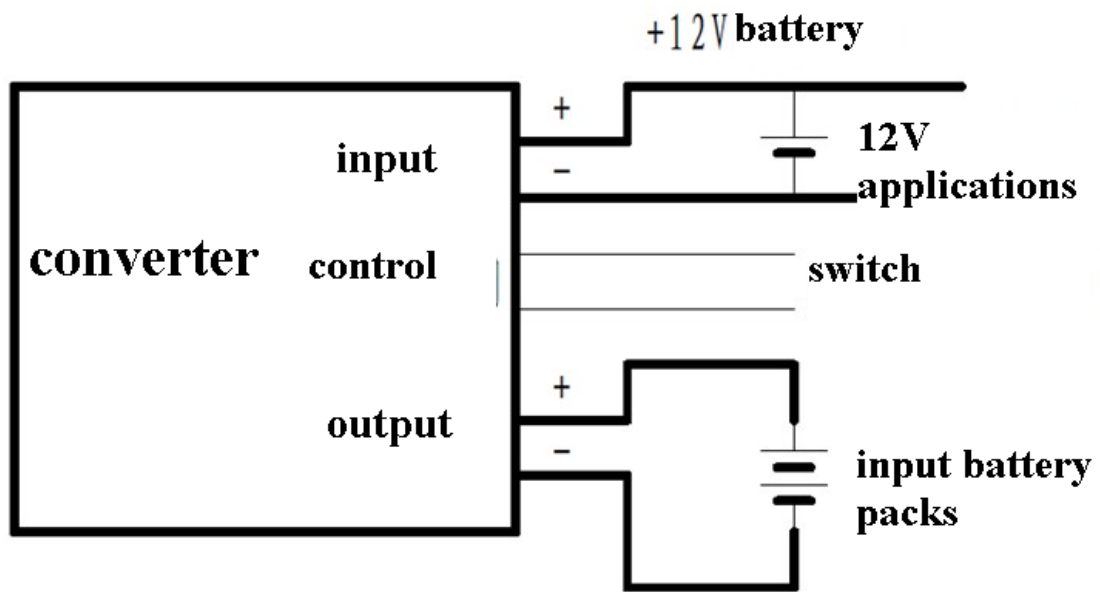 +12V battery
+
input
-
12V
applications
converter
control
switch
+
output
-
input battery
packs